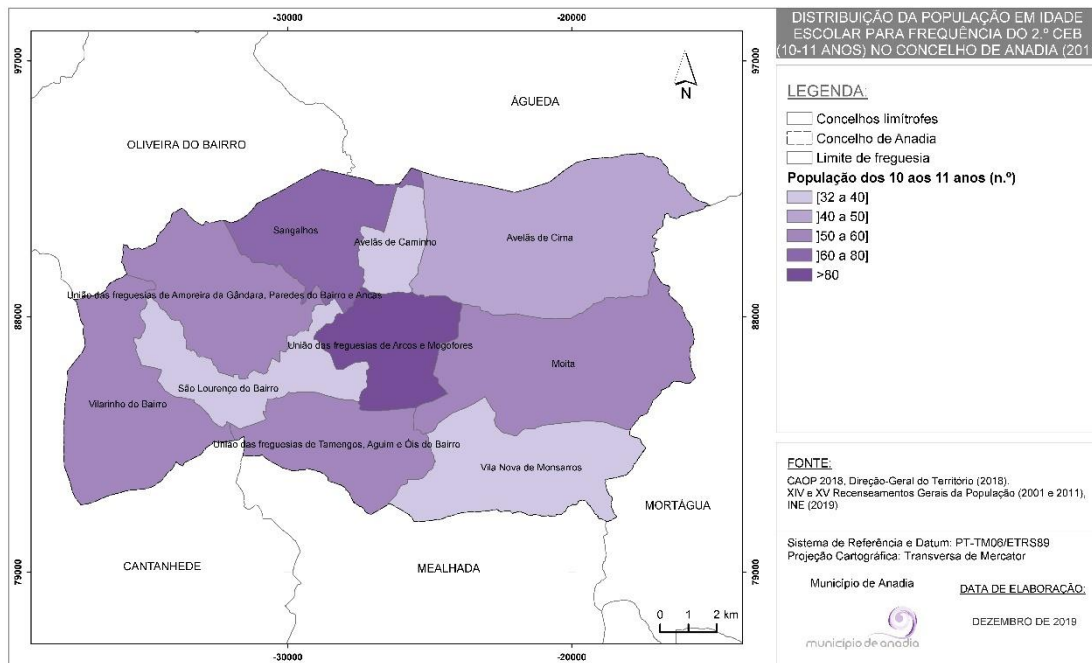 -30000
-20000
DISTRIBUIÇÃO DA POPULAÇÃO EM IDADE
ESCOLAR PARA FREQUÊNCIA DO 2.º CEB
(10-11 ANOS) NO CONCELHO DE ANADIA (201
97000
97000
N
ÁGUEDA
OLIVEIRA DO BAIRRO
Sangalhos
Avelãs de Caminho
Avelãs de Cima
União das freguesias de Amoreira da Gândara, Paredes do Bairro e Ancas
88000
88000
União das freguesias de Arcos e Mogofores
Moita
São Lourenço do Bairro
Vilarinho do Bairro
União das freguesias de Tamengos, Aguim e Óis do Bairro
Vila Nova de Monsarros
MORTÁGUA
CANTANHEDE
MEALHADA
79000
79000
0 1 2 km
-30000
-20000
LEGENDA:
Concelhos limítrofes
Concelho de Anadia
Limite de freguesia
População dos 10 aos 11 anos (n.º)
[32 a 40]
]40 a 50]
]50 a 60]
]60 a 80]
>80
FONTE:
CAOP 2018, Direção-Geral do Território (2018).
XIV e XV Recenseamentos Gerais da População (2001 e 2011),
INE (2019)
Sistema de Referência e Datum: PT-TM06/ETRS89
Projeção Cartográfica: Transversa de Mercator
Município de Anadia
DATA DE ELABORAÇÃO:
DEZEMBRO DE 2019
município de anadia